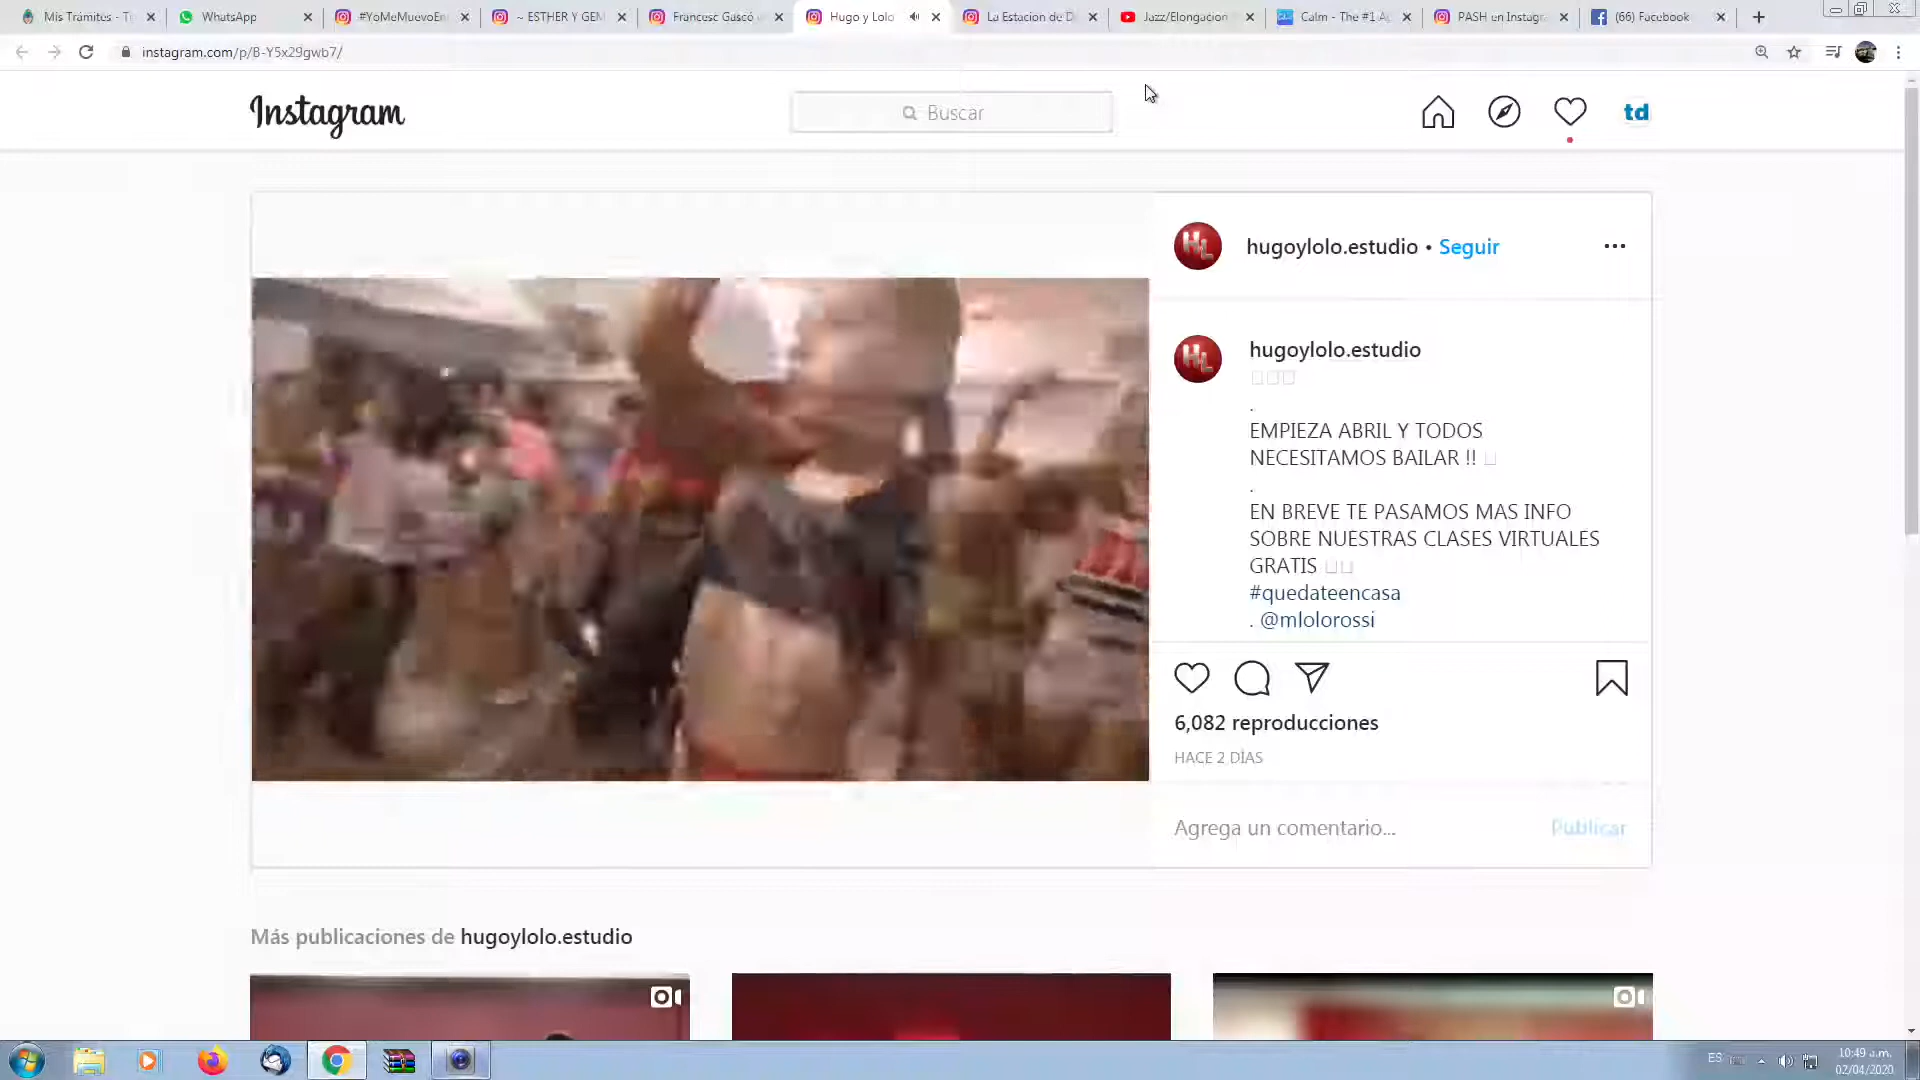 Mis Trámites - Ti
WhatsApp
#YoMeMuevoEn
~ ESTHER Y GEM
Francesc Gascó
Hugo y Lolo
La Estacion de D
Jazz/Elongacion
Calm - The #1 A
PASH en Instagr
(66) Facebook
instagram.com/p/B-Y5x29gwb7/
Instagram
Buscar
td
HL
hugoylolo.estudio • Seguir
HL
hugoylolo.estudio
.
EMPIEZA ABRIL Y TODOS
NECESITAMOS BAILAR !!
.
EN BREVE TE PASAMOS MAS INFO
SOBRE NUESTRAS CLASES VIRTUALES
GRATIS
#quedateencasa
. @mlolorossi
6,082 reproducciones
HACE 2 DÍAS
Agrega un comentario...
Publicar
Más publicaciones de hugoylolo.estudio
ES
10:49 a.m.
02/04/2020